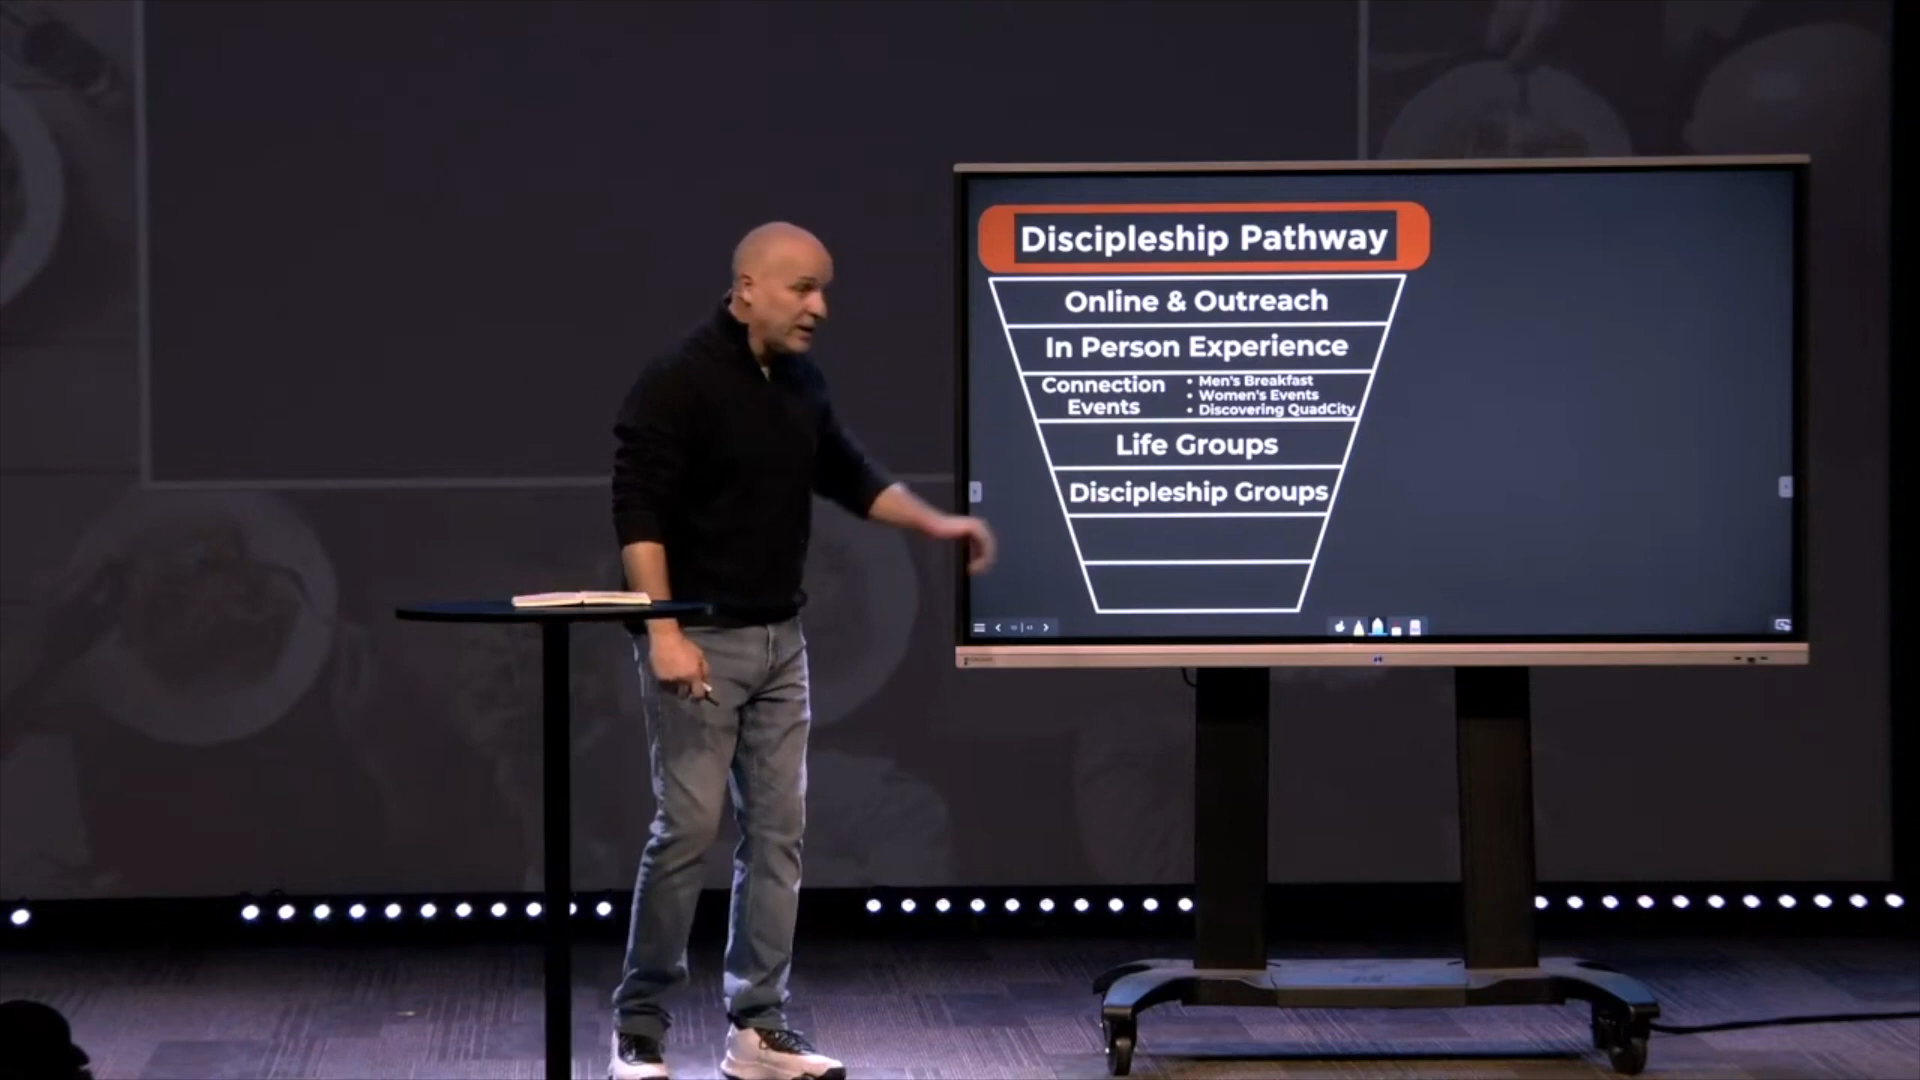 Discipleship Pathway
Online & Outreach
In Person Experience
Connection
Events
• Men's Breakfast
• Women's Events
• Discovering QuadCity
Life Groups
Discipleship Groups